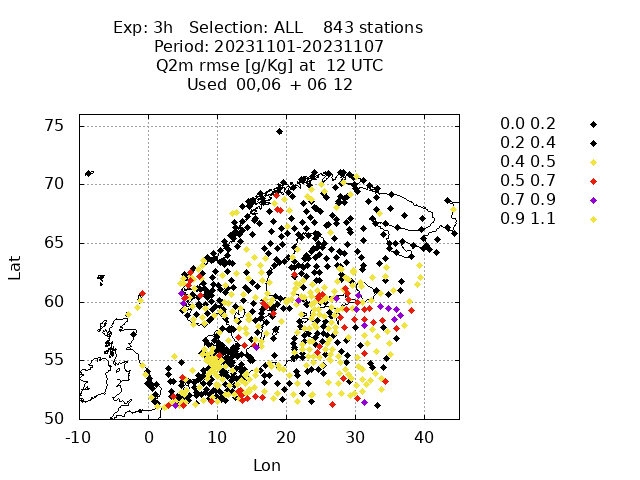 Exp: 3h   Selection: ALL    843 stations
Period: 20231101-20231107
Q2m rmse [g/Kg] at  12 UTC
Used  00,06  + 06 12
75
70
65
60
55
50
Lat
-10 0 10 20 30 40
Lon
0.0 0.2
0.2 0.4
0.4 0.5
0.5 0.7
0.7 0.9
0.9 1.1